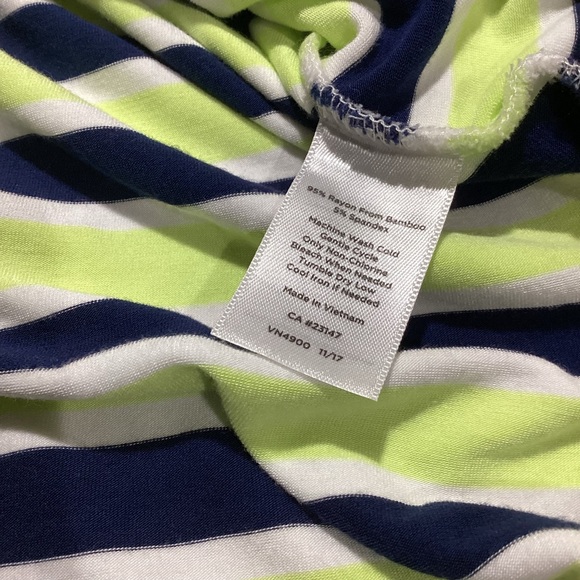 95% Rayon From Bamboo
5% Spandex
Machine Wash Cold
Gentle Cycle
Only Non-Chlorine
Bleach When Needed
Tumble Dry Low
Cool Iron if Needed
Made in Vietnam
CA #23147
VN4900 11/17